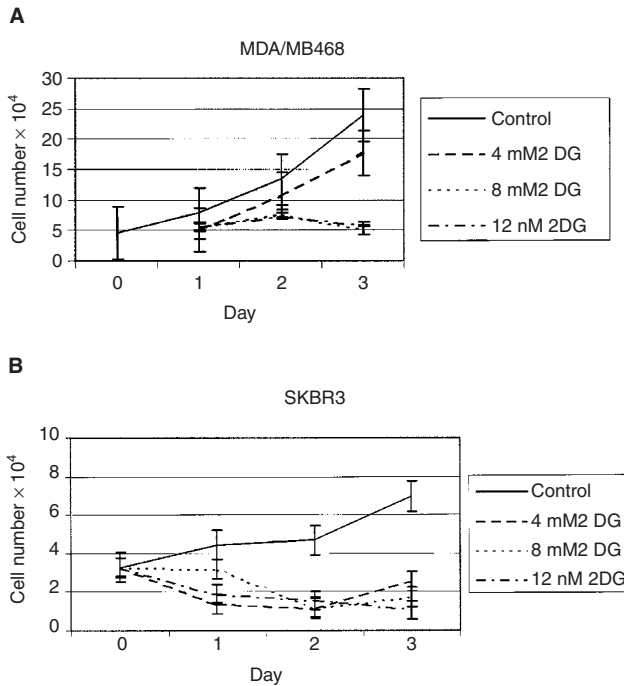 A
MDA/MB468
30
25
20
15
10
5
0
Cell number × 10⁴
0 1 2 3
Day
Control
4 mM2 DG
8 mM2 DG
12 nM 2DG
B
SKBR3
10
8
6
4
2
0
Cell number × 10⁴
0 1 2 3
Day
Control
4 mM2 DG
8 mM2 DG
12 nM 2DG